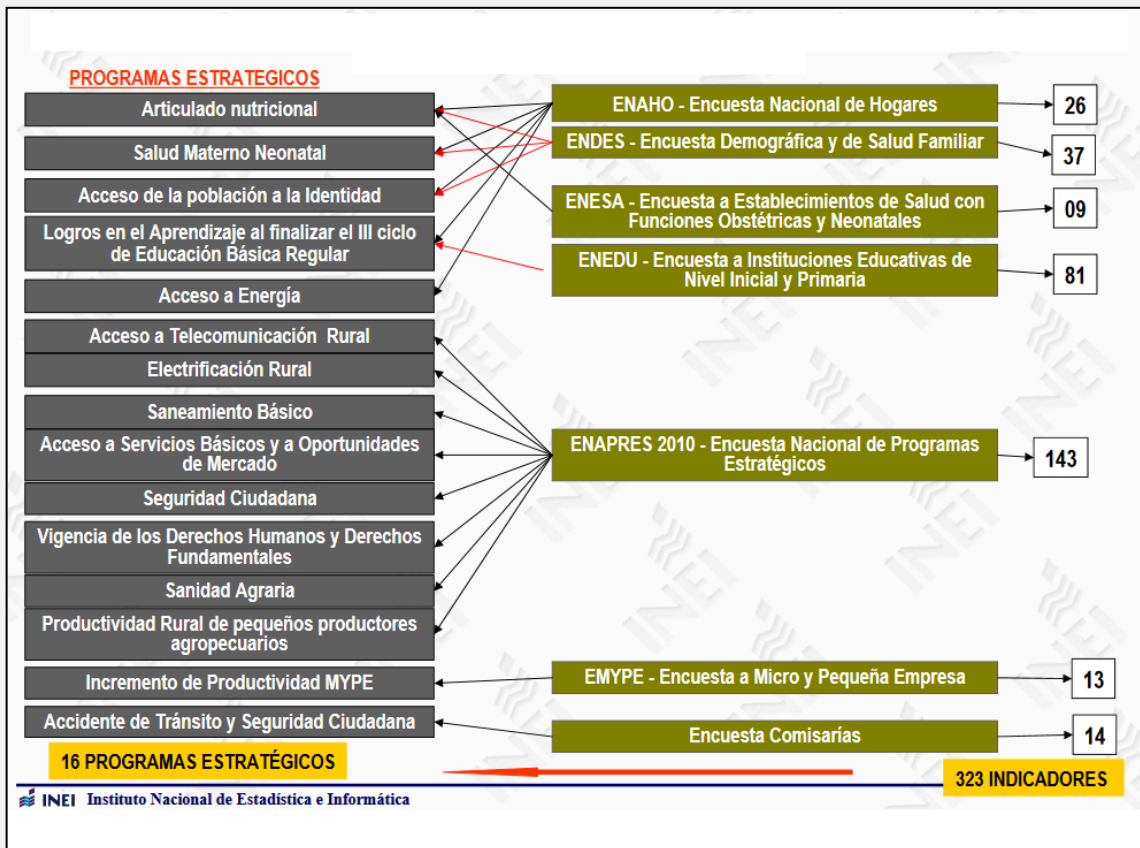 PROGRAMAS ESTRATEGICOS
Articulado nutricional
Salud Materno Neonatal
Acceso de la población a la Identidad
Logros en el Aprendizaje al finalizar el III ciclo
de Educación Básica Regular
Acceso a Energía
Acceso a Telecomunicación Rural
Electrificación Rural
Saneamiento Básico
Acceso a Servicios Básicos y a Oportunidades
de Mercado
Seguridad Ciudadana
Vigencia de los Derechos Humanos y Derechos
Fundamentales
Sanidad Agraria
Productividad Rural de pequeños productores
agropecuarios
Incremento de Productividad MYPE
Accidente de Tránsito y Seguridad Ciudadana
16 PROGRAMAS ESTRATÉGICOS
ENAHO - Encuesta Nacional de Hogares
26
ENDES - Encuesta Demográfica y de Salud Familiar
37
ENESA - Encuesta a Establecimientos de Salud con
Funciones Obstétricas y Neonatales
09
ENEDU - Encuesta a Instituciones Educativas de
Nivel Inicial y Primaria
81
ENAPRES 2010 - Encuesta Nacional de Programas
Estratégicos
143
EMYPE - Encuesta a Micro y Pequeña Empresa
13
Encuesta Comisarías
14
323 INDICADORES
INEI Instituto Nacional de Estadística e Informática